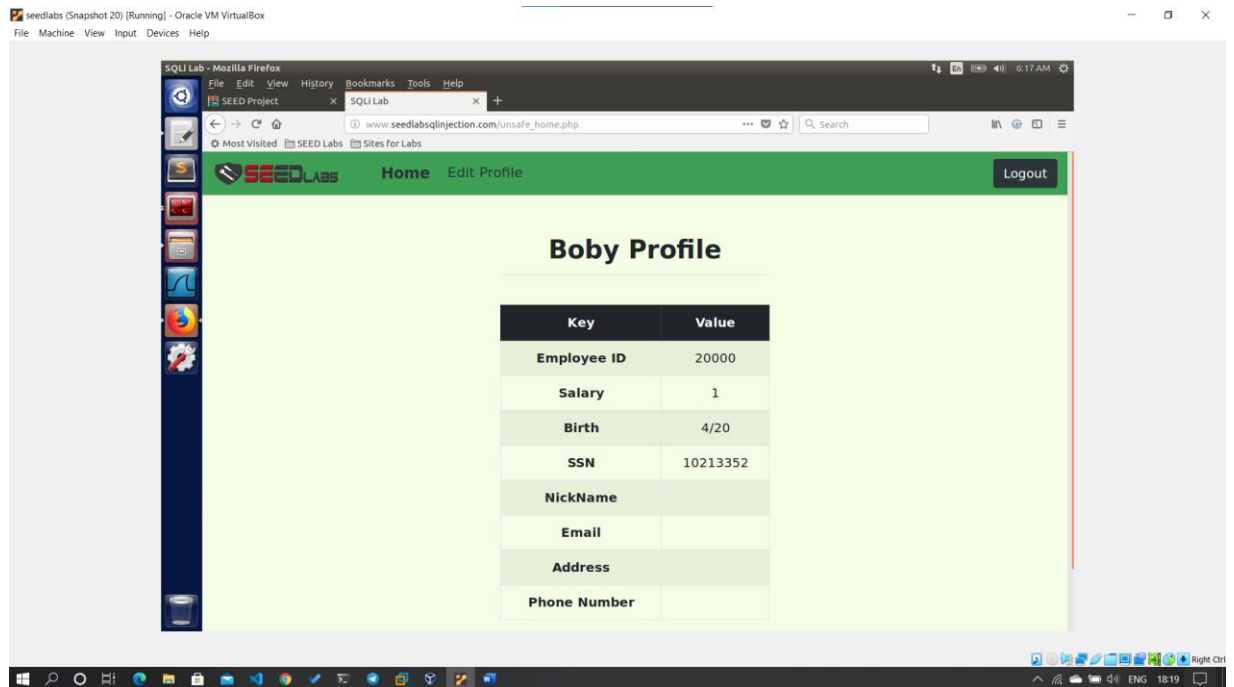 seedlabs (Snapshot 20) [Running] - Oracle VM VirtualBox
File Machine View Input Devices Help
SQLi Lab - Mozilla Firefox
En 6:17 AM
File Edit View History Bookmarks Tools Help
SEED Project × SQLi Lab × +
www.seedlabsqlinjection.com/unsafe_home.php Search
Most Visited SEED Labs Sites for Labs
SEEDLABS Home Edit Profile Logout
Boby Profile
Key Value
Employee ID 20000
Salary 1
Birth 4/20
SSN 10213352
NickName
Email
Address
Phone Number
Right Ctrl
ENG 18:19